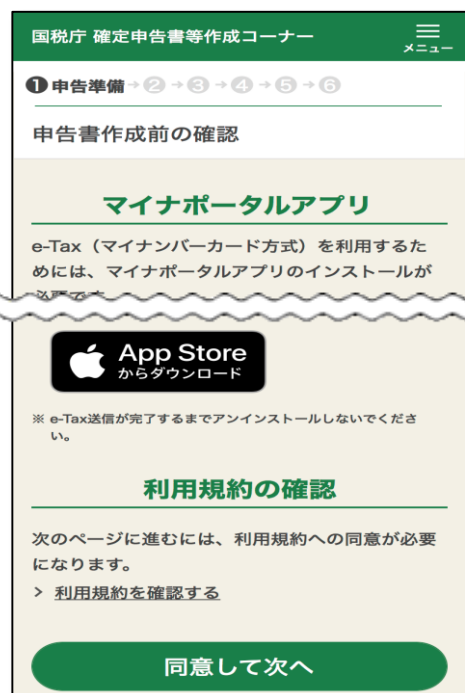 国税庁 確定申告書等作成コーナー
メニュー
1 申告準備→2→3→4→5→6
申告書作成前の確認
マイナポータルアプリ
e-Tax（マイナンバーカード方式）を利用するた
めには、マイナポータルアプリのインストールが
必要です
App Store
からダウンロード
※ e-Tax送信が完了するまでアンインストールしないでくださ
い。
利用規約の確認
次のページに進むには、利用規約への同意が必要
になります。
> 利用規約を確認する
同意して次へ